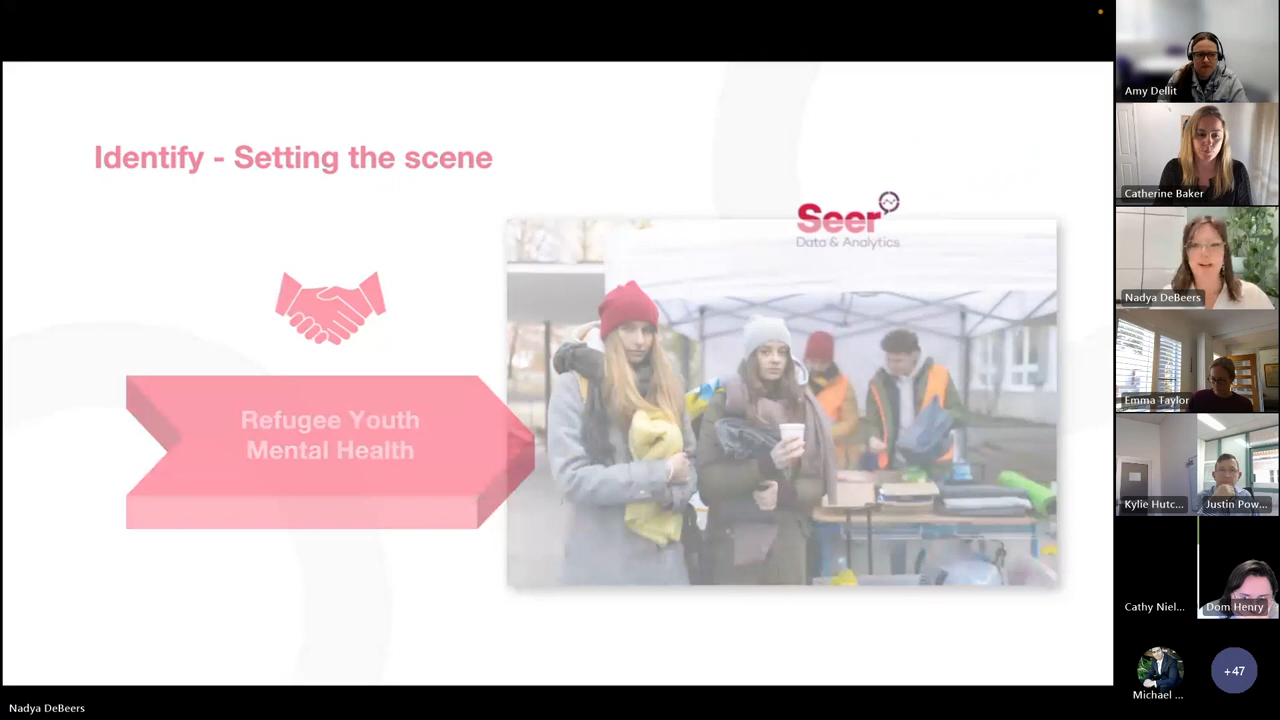 Identify - Setting the scene
Seer
Data & Analytics
Refugee Youth
Mental Health
Amy Dellit
Catherine Baker
Nadya DeBeers
Emma Taylor
Kylie Hutc...
Justin Pow...
Cathy Niel...
Dom Henry
Michael ...
+47
Nadya DeBeers